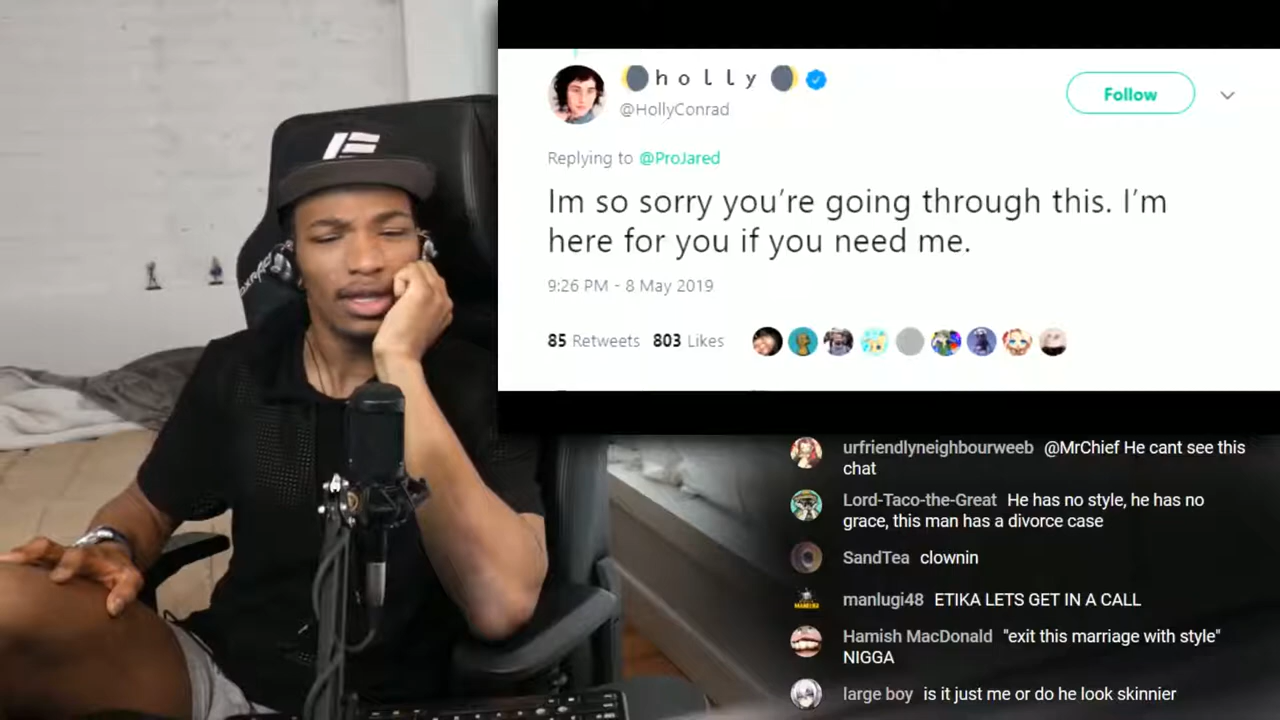 h o l l y
@HollyConrad
Follow
Replying to @ProJared
Im so sorry you're going through this. I'm
here for you if you need me.
9:26 PM - 8 May 2019
85 Retweets 803 Likes
urfriendlyneighbourweeb @MrChief He cant see this
chat
Lord-Taco-the-Great He has no style, he has no
grace, this man has a divorce case
SandTea clownin
manlugi48 ETIKA LETS GET IN A CALL
Hamish MacDonald "exit this marriage with style"
NIGGA
large boy is it just me or do he look skinnier